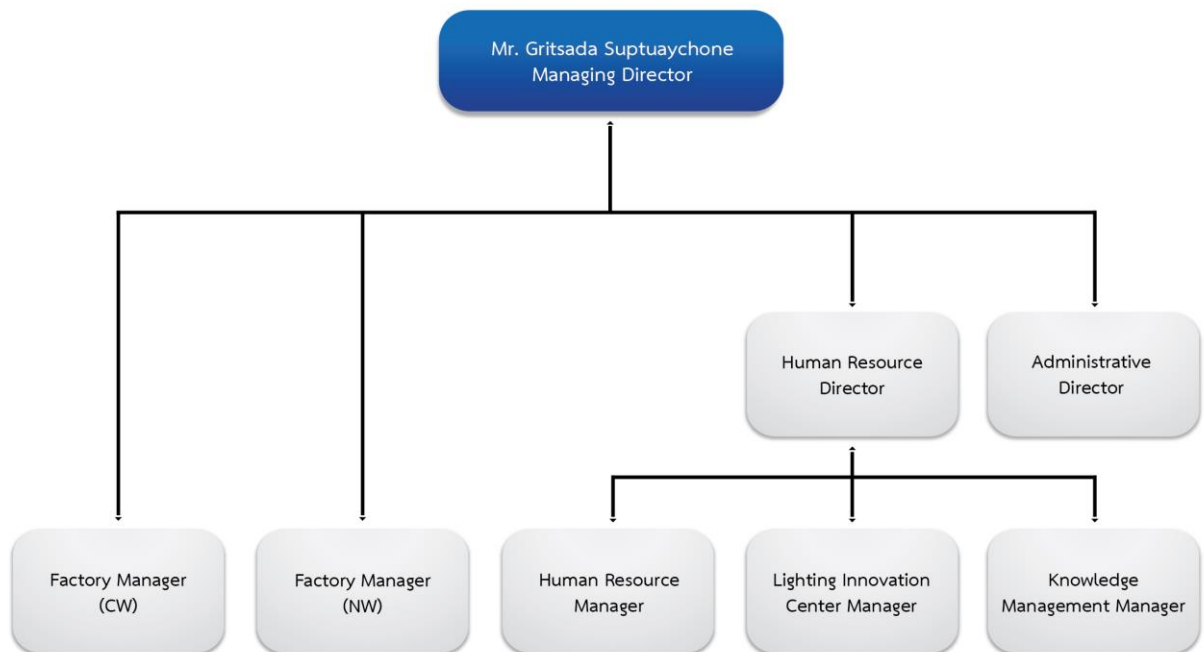 Mr. Gritsada Suptuaychone
Managing Director
Human Resource
Director
Administrative
Director
Factory Manager
(CW)
Factory Manager
(NW)
Human Resource
Manager
Lighting Innovation
Center Manager
Knowledge
Management Manager